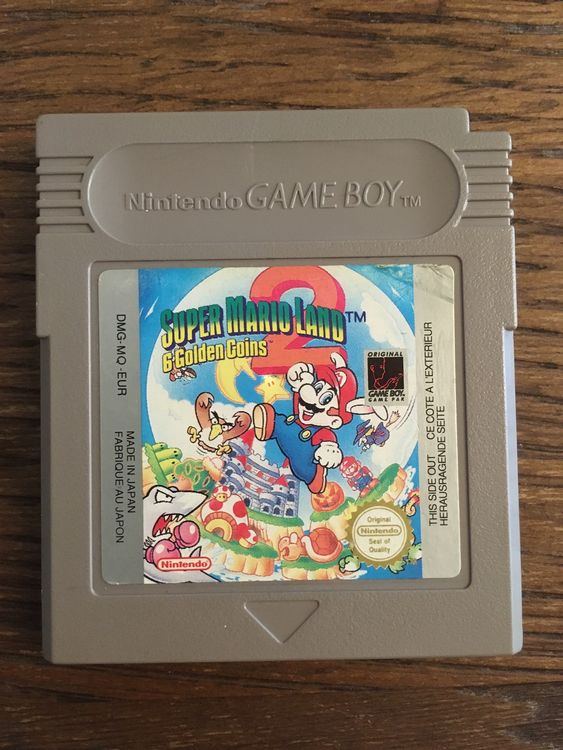 Nintendo GAME BOY TM
2
SUPER MARIO LAND TM
6 Golden Coins
ORIGINAL
Nintendo
GAME BOY
GAME PAK
DMG-MQ-EUR
MADE IN JAPAN
FABRIQUE AU JAPON
THIS SIDE OUT CE COTE A L'EXTERIEUR
HERAUSRAGENDE SEITE
Original
Nintendo
Seal of
Quality
Nintendo